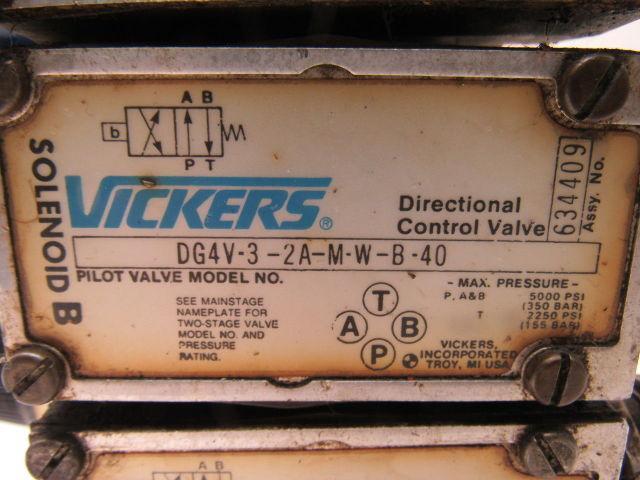 A B
b
P T
SOLENOID B
VICKERS®
Directional
Control Valve
634409
Assy. No.
DG4V-3-2A-M-W-B-40
PILOT VALVE MODEL NO.
SEE MAINSTAGE
NAMEPLATE FOR
TWO-STAGE VALVE
MODEL NO. AND
PRESSURE
RATING.
T
A B
P
- MAX. PRESSURE -
P, A&B 5000 PSI
(350 BAR)
T 2250 PSI
(155 BAR)
VICKERS,
INCORPORATED
TROY, MI USA
A B